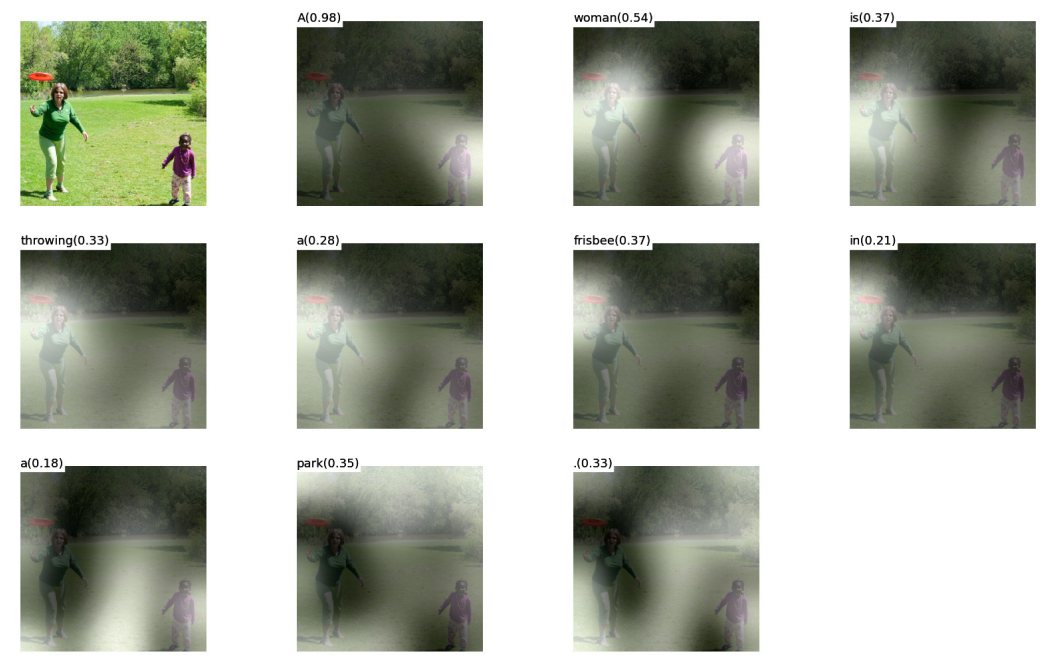 A(0.98) woman(0.54) is(0.37)
throwing(0.33) a(0.28) frisbee(0.37) in(0.21)
a(0.18) park(0.35) .(0.33)